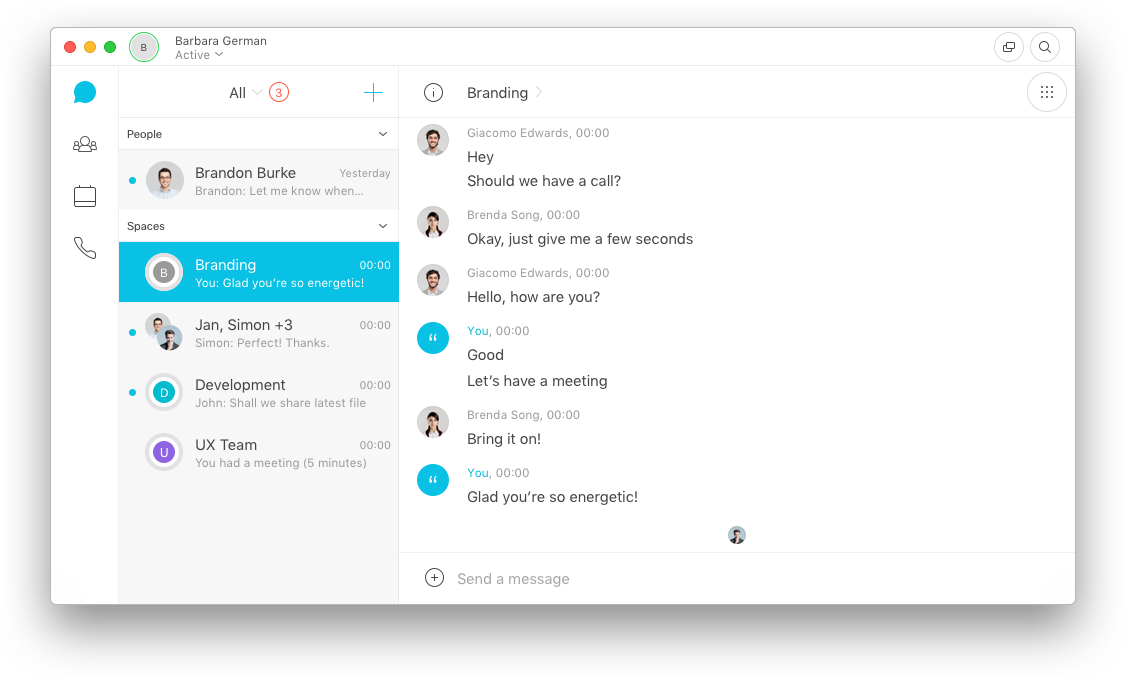 B
Barbara German
Active
All 3
People
Brandon Burke Yesterday
Brandon: Let me know when...
Spaces
B
Branding 00:00
You: Glad you're so energetic!
Jan, Simon +3 00:00
Simon: Perfect! Thanks.
D
Development 00:00
John: Shall we share latest file
U
UX Team 00:00
You had a meeting (5 minutes)
Branding
Giacomo Edwards, 00:00
Hey
Should we have a call?
Brenda Song, 00:00
Okay, just give me a few seconds
Giacomo Edwards, 00:00
Hello, how are you?
You, 00:00
Good
Let's have a meeting
Brenda Song, 00:00
Bring it on!
You, 00:00
Glad you're so energetic!
Send a message